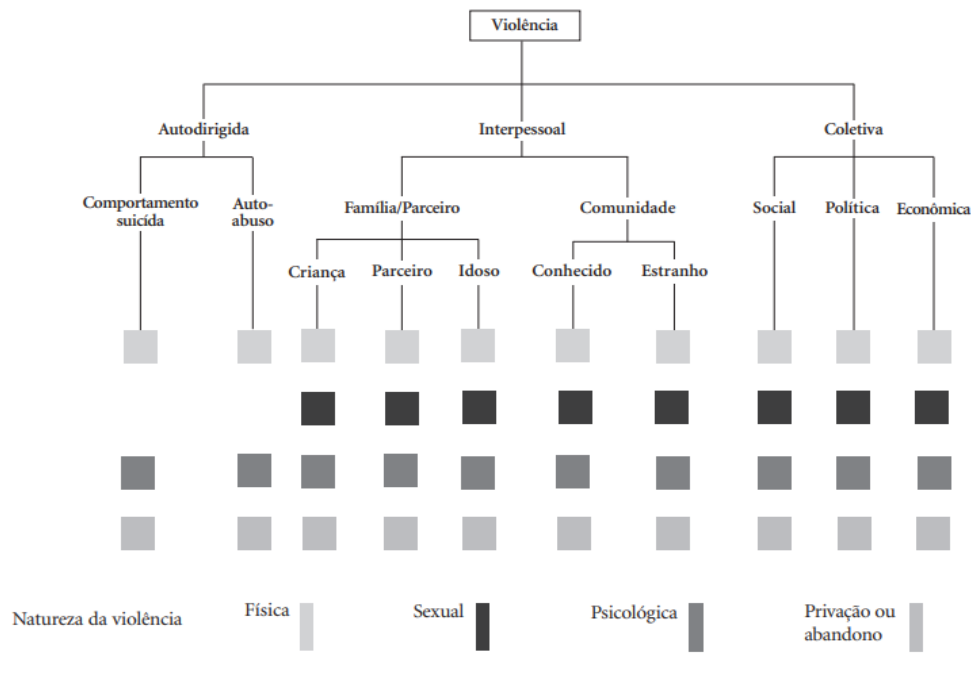 Violência
Autodirigida
Interpessoal
Coletiva
Comportamento
suicída
Auto-
abuso
Família/Parceiro
Comunidade
Social
Política
Econômica
Criança
Parceiro
Idoso
Conhecido
Estranho
Natureza da violência
Física
Sexual
Psicológica
Privação ou
abandono